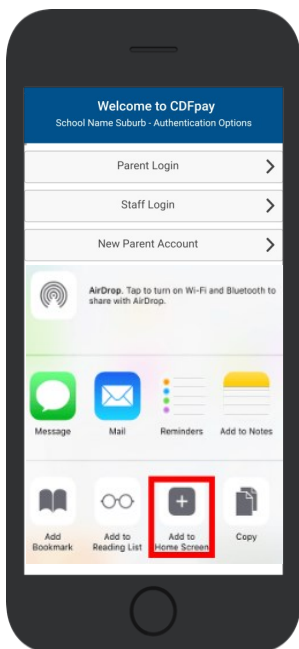 Welcome to CDFpay
School Name Suburb - Authentication Options
Parent Login
Staff Login
New Parent Account
AirDrop. Tap to turn on Wi-Fi and Bluetooth to
share with AirDrop.
Message Mail Reminders Add to Notes
Add Add to Add to Copy
Bookmark Reading List Home Screen